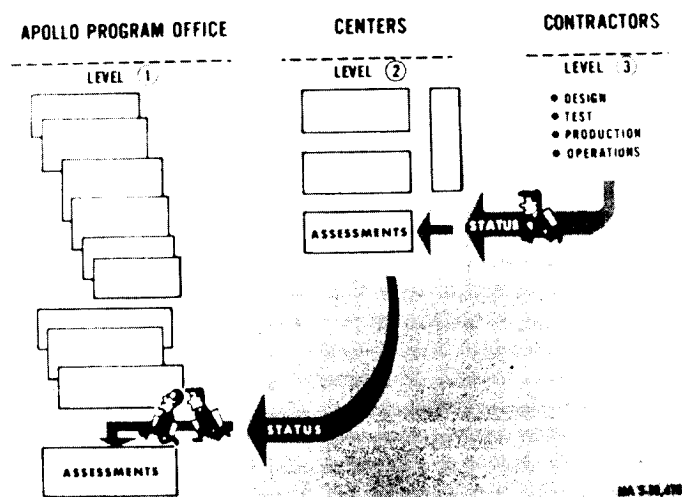 APOLLO PROGRAM OFFICE
LEVEL 1
CENTERS
LEVEL 2
CONTRACTORS
LEVEL 3
• DESIGN
• TEST
• PRODUCTION
• OPERATIONS
STATUS
ASSESSMENTS
STATUS
ASSESSMENTS